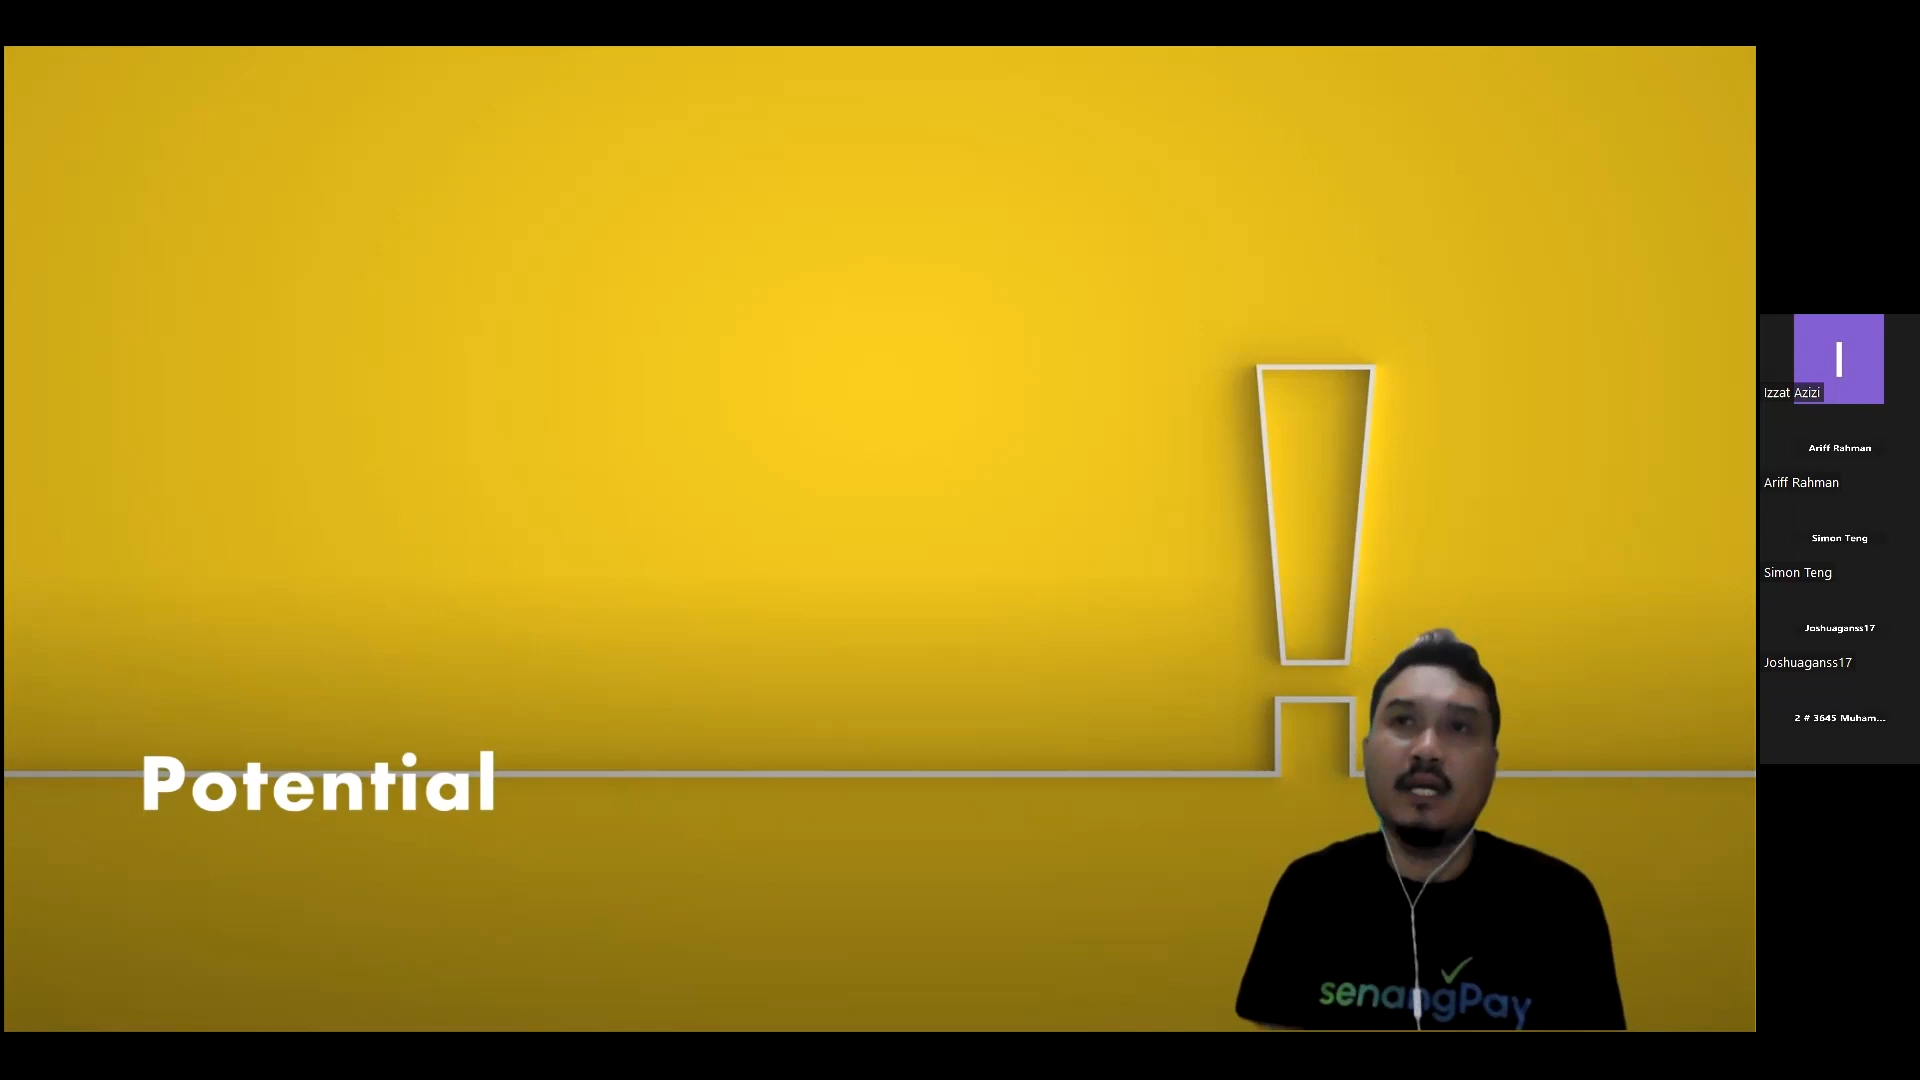 Potential
senangPay
I
Izzat Azizi
Ariff Rahman
Ariff Rahman
Simon Teng
Simon Teng
Joshuaganss17
Joshuaganss17
2 # 3645 Muham...